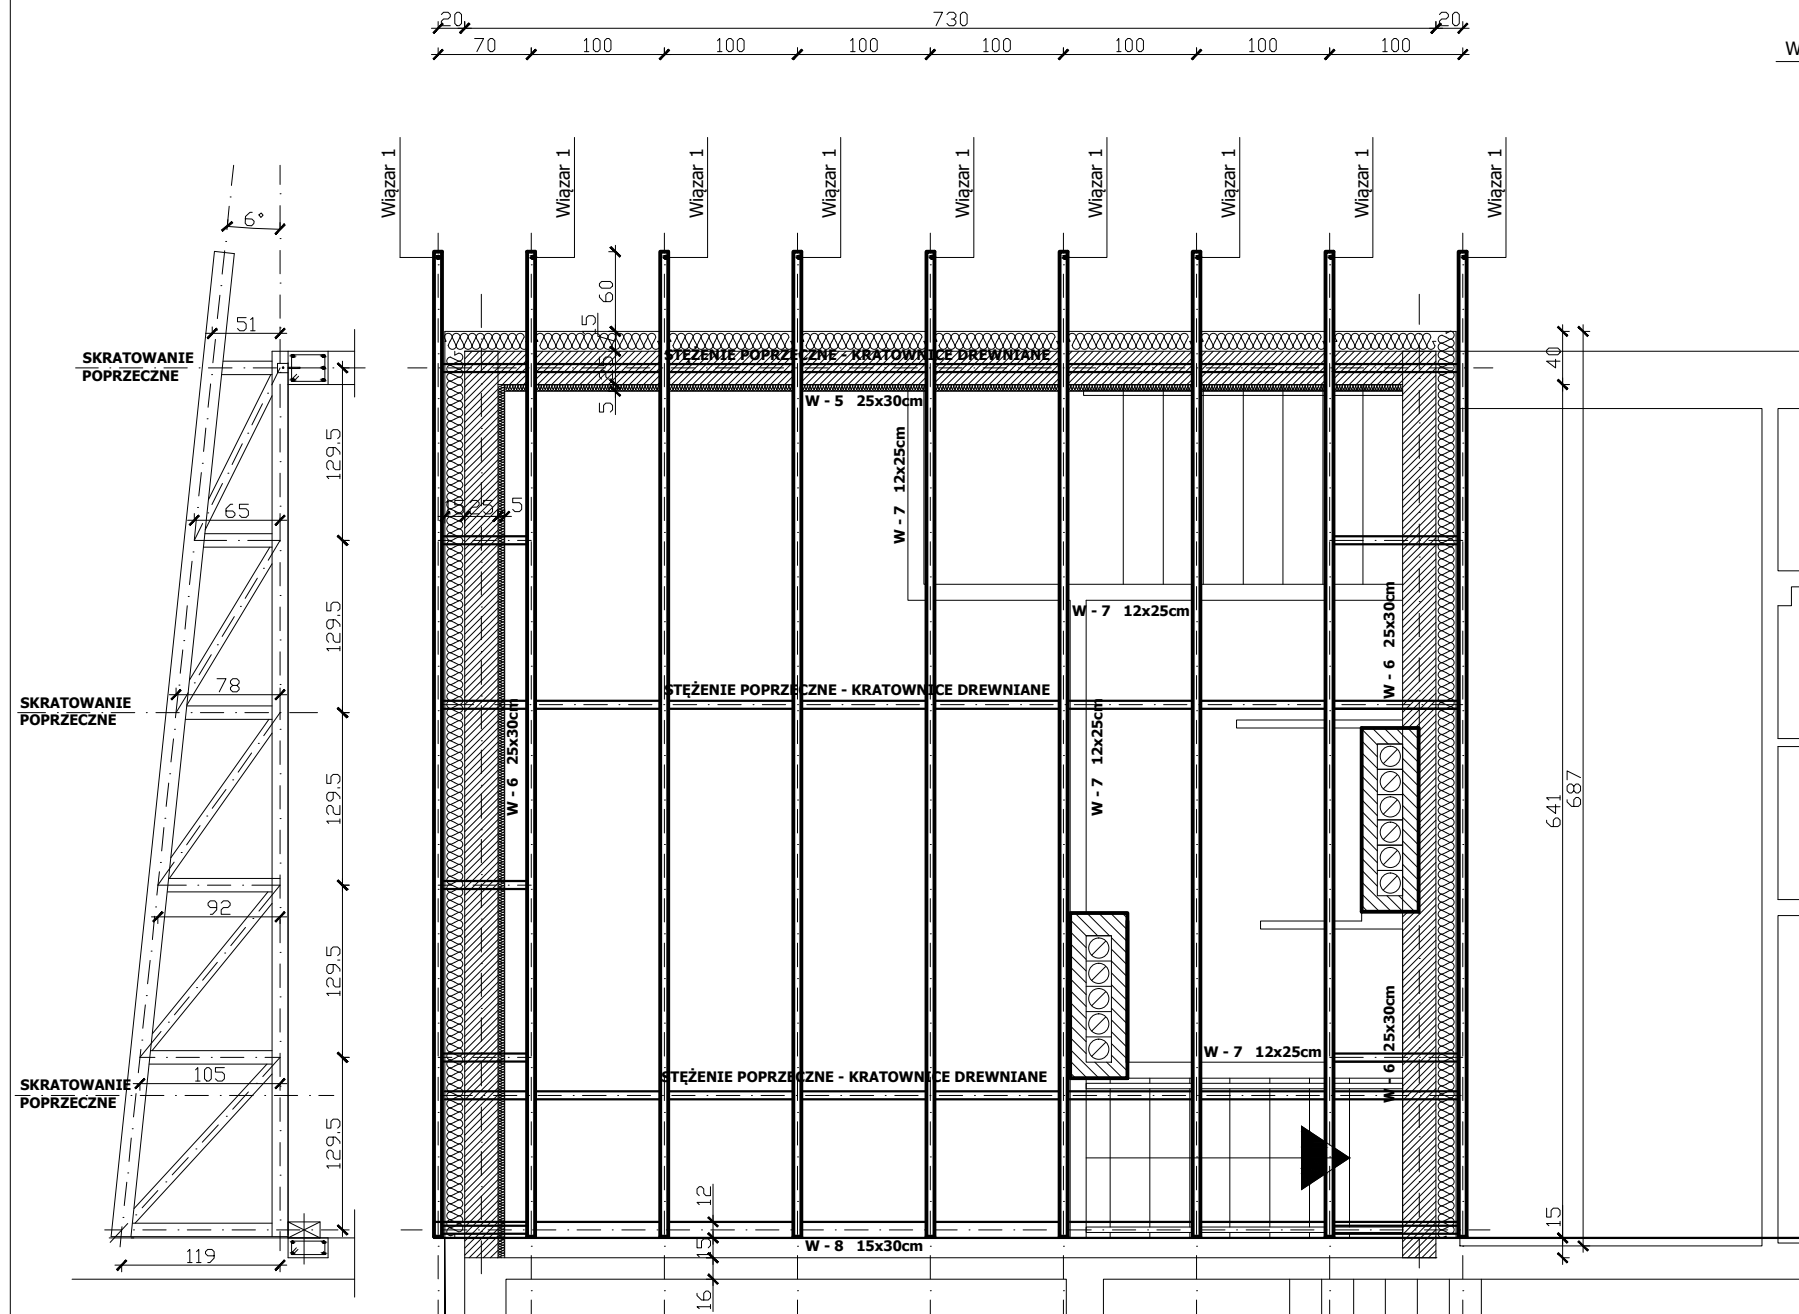 20 730 20
70 100 100 100 100 100 100 100
W
Wiązar 1
Wiązar 1
Wiązar 1
Wiązar 1
Wiązar 1
Wiązar 1
Wiązar 1
Wiązar 1
Wiązar 1
6°
60
15
25
5
51
SKRATOWANIE
POPRZECZNE
STĘŻENIE POPRZECZNE - KRATOWNICE DREWNIANE
W - 5 25x30cm
40
129.5
W - 7 12x25cm
65
25 5
129.5
W - 7 12x25cm
W - 6 25x30cm
78
SKRATOWANIE
POPRZECZNE
STĘŻENIE POPRZECZNE - KRATOWNICE DREWNIANE
W - 6 25x30cm
W - 7 12x25cm
129.5
641
687
92
129.5
W - 6 25x30cm
W - 7 12x25cm
105
SKRATOWANIE
POPRZECZNE
STĘŻENIE POPRZECZNE - KRATOWNICE DREWNIANE
129.5
12
15
16
W - 8 15x30cm
15
119